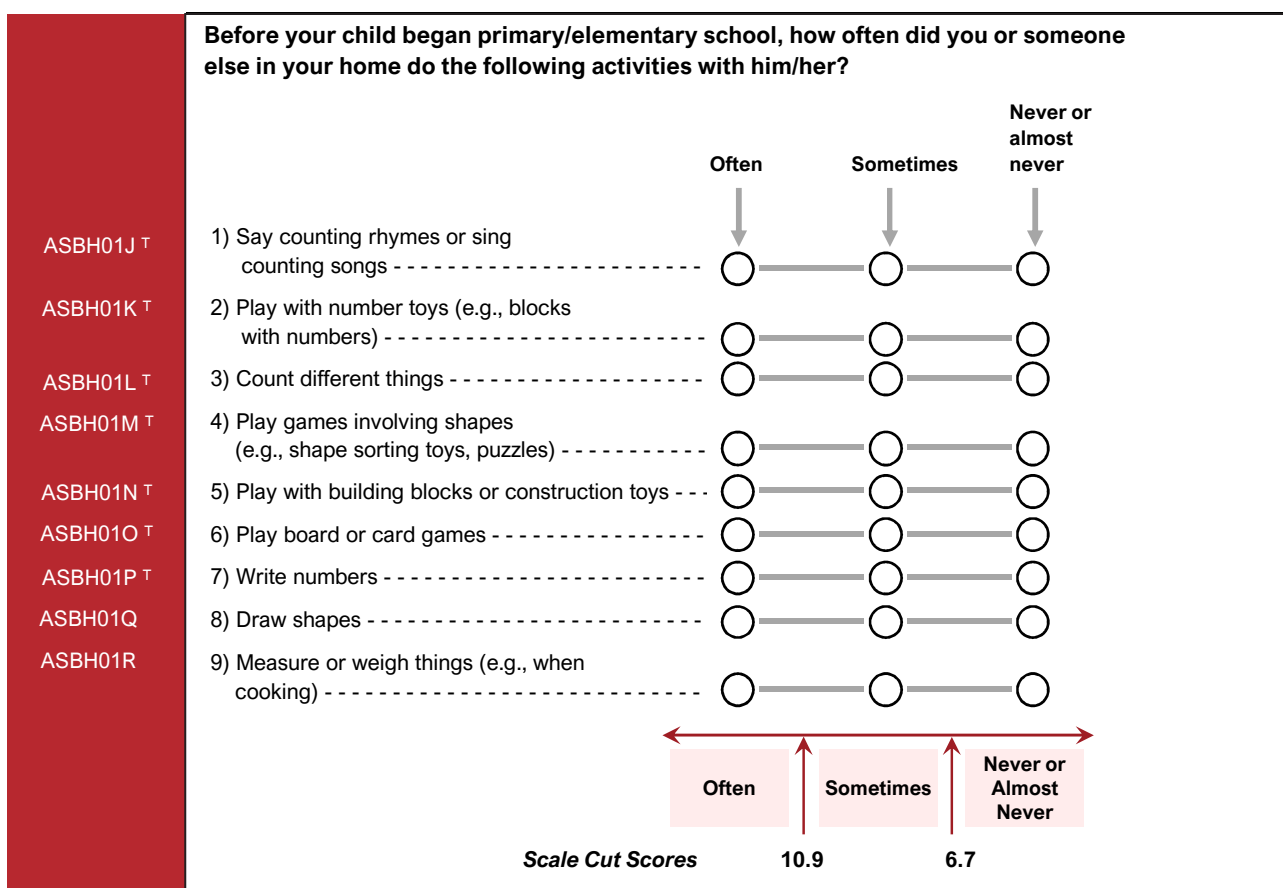 Before your child began primary/elementary school, how often did you or someone
else in your home do the following activities with him/her?
Often
Sometimes
Never or
almost
never
ASBH01J T
1) Say counting rhymes or sing
counting songs - - - - - - - - - - - - - - - - - - - - - - -
ASBH01K T
2) Play with number toys (e.g., blocks
with numbers) - - - - - - - - - - - - - - - - - - - - - - - -
ASBH01L T
3) Count different things - - - - - - - - - - - - - - - - - - -
ASBH01M T
4) Play games involving shapes
(e.g., shape sorting toys, puzzles) - - - - - - - - - - -
ASBH01N T
5) Play with building blocks or construction toys - - -
ASBH01O T
6) Play board or card games - - - - - - - - - - - - - - - -
ASBH01P T
7) Write numbers - - - - - - - - - - - - - - - - - - - - - - - -
ASBH01Q
8) Draw shapes - - - - - - - - - - - - - - - - - - - - - - - - -
ASBH01R
9) Measure or weigh things (e.g., when
cooking) - - - - - - - - - - - - - - - - - - - - - - - - - - - -
Often
Sometimes
Never or
Almost
Never
Scale Cut Scores 10.9 6.7